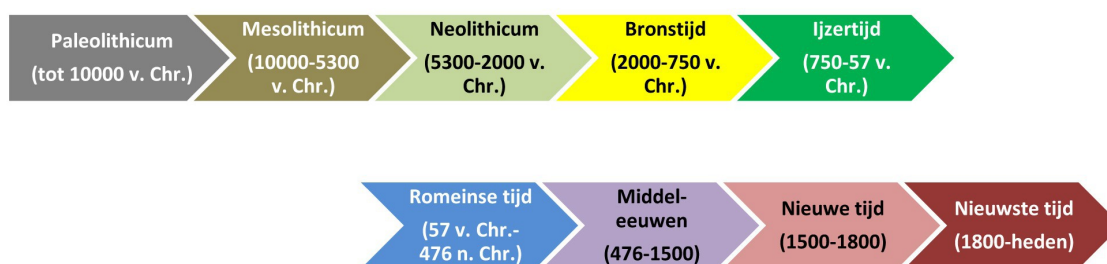 Paleolithicum
(tot 10000 v. Chr.)
Mesolithicum
(10000-5300
v. Chr.)
Neolithicum
(5300-2000 v.
Chr.)
Bronstijd
(2000-750 v.
Chr.)
Ijzertijd
(750-57 v.
Chr.)
Romeinse tijd
(57 v. Chr.-
476 n. Chr.)
Middel-
eeuwen
(476-1500)
Nieuwe tijd
(1500-1800)
Nieuwste tijd
(1800-heden)